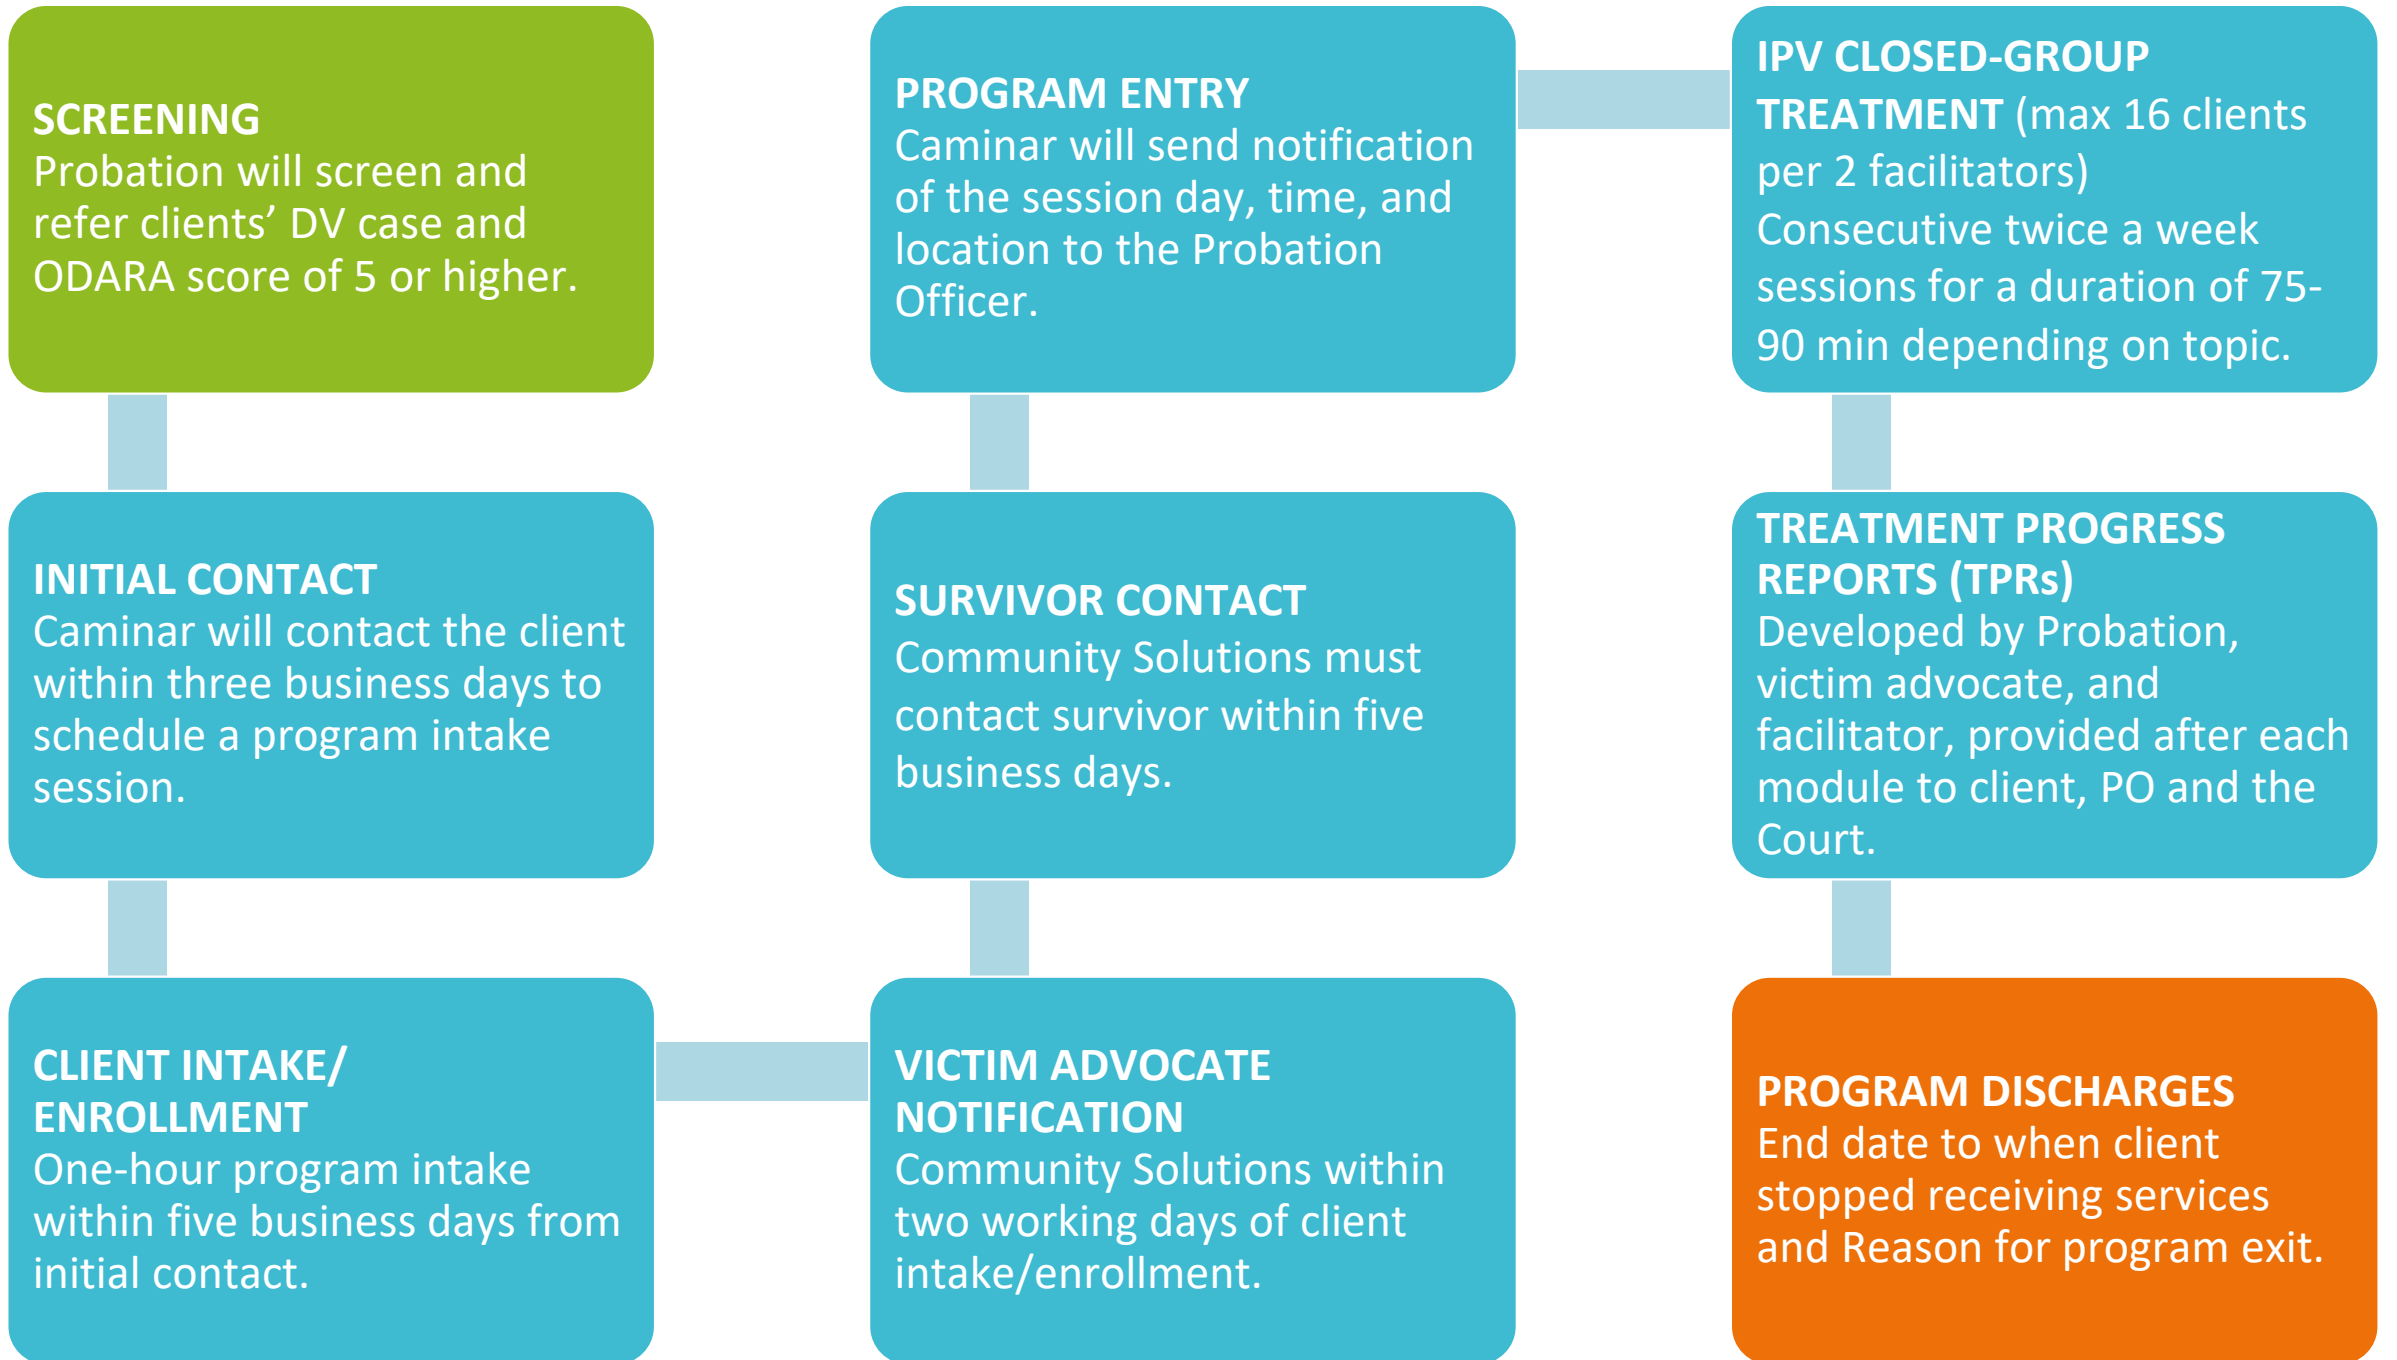 SCREENING
Probation will screen and
refer clients’ DV case and
ODARA score of 5 or higher.
INITIAL CONTACT
Caminar will contact the client
within three business days to
schedule a program intake
session.
CLIENT INTAKE/
ENROLLMENT
One-hour program intake
within five business days from
initial contact.
VICTIM ADVOCATE
NOTIFICATION
Community Solutions within
two working days of client
intake/enrollment.
SURVIVOR CONTACT
Community Solutions must
contact survivor within five
business days.
PROGRAM ENTRY
Caminar will send notification
of the session day, time, and
location to the Probation
Officer.
IPV CLOSED-GROUP
TREATMENT (max 16 clients
per 2 facilitators)
Consecutive twice a week
sessions for a duration of 75-
90 min depending on topic.
TREATMENT PROGRESS
REPORTS (TPRs)
Developed by Probation,
victim advocate, and
facilitator, provided after each
module to client, PO and the
Court.
PROGRAM DISCHARGES
End date to when client
stopped receiving services
and Reason for program exit.